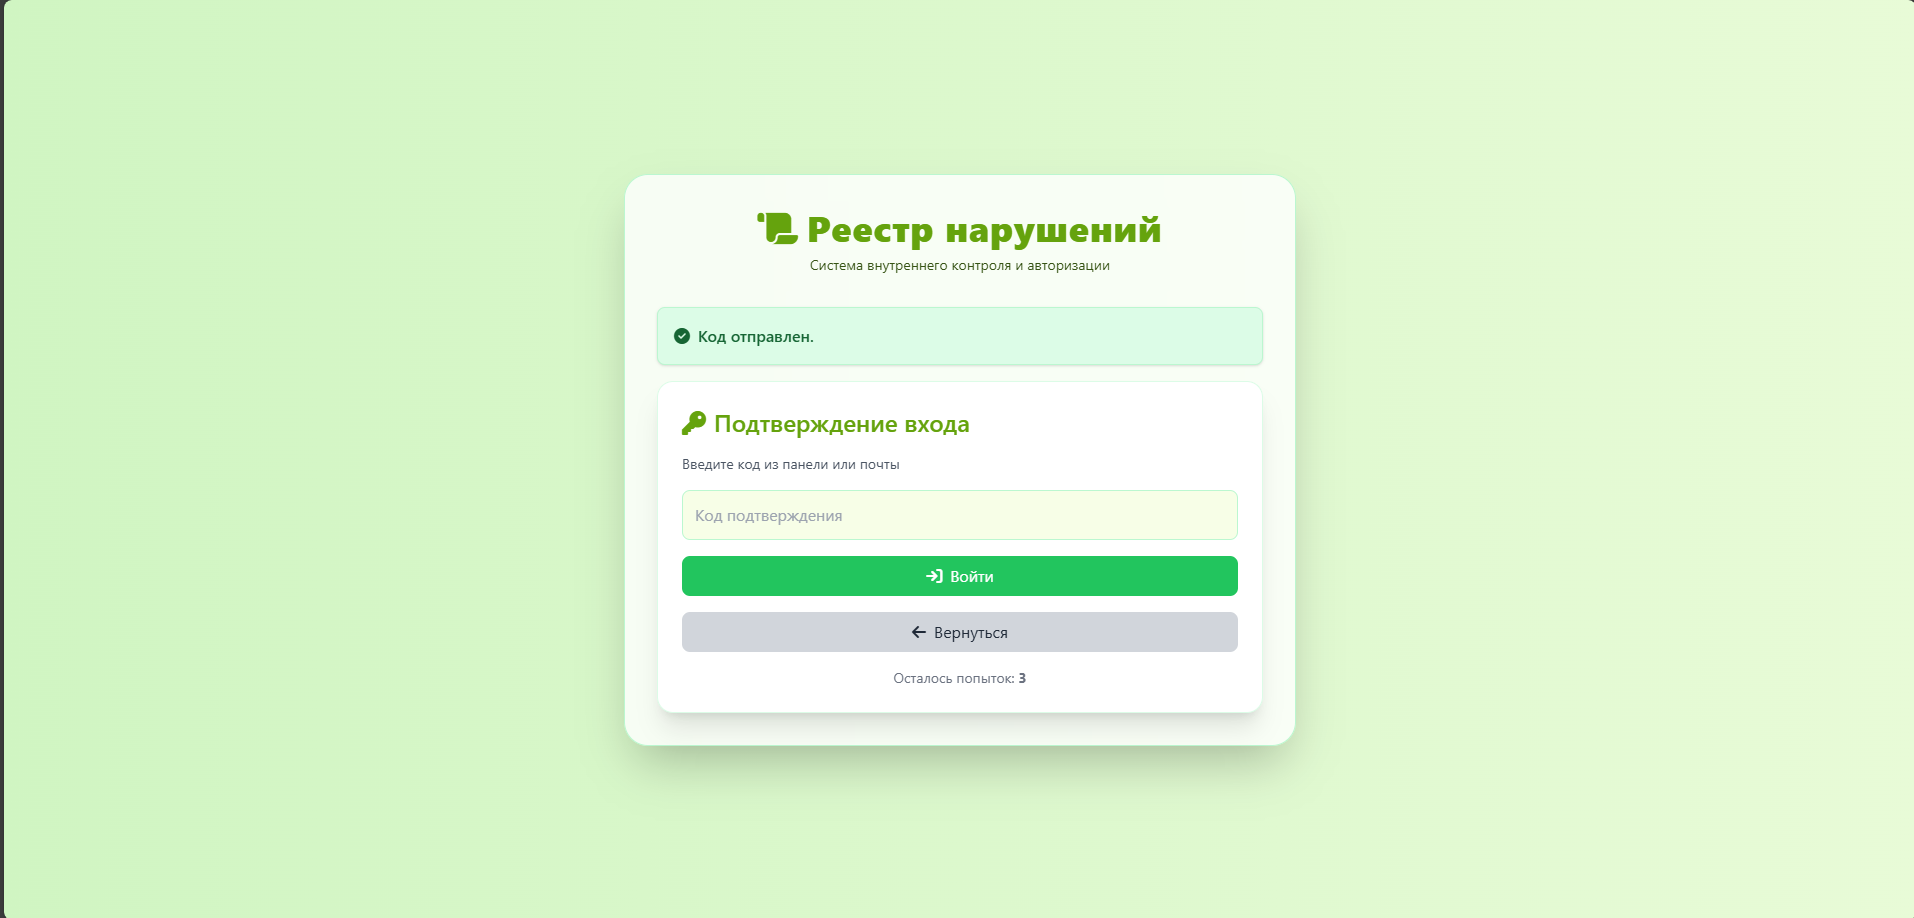 Реестр нарушений
Система внутреннего контроля и авторизации
Код отправлен.
Подтверждение входа
Введите код из панели или почты
Код подтверждения
Войти
Вернуться
Осталось попыток: 3